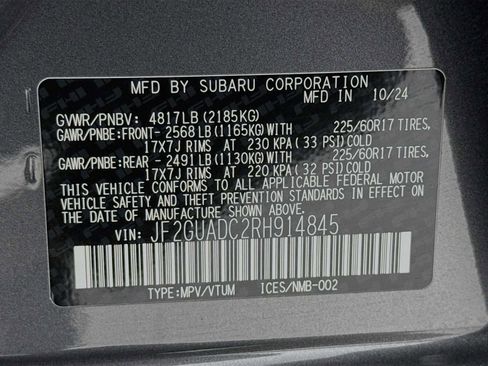 MFD BY SUBARU CORPORATION
MFD IN 10/24
GVWR/PNBV: 4817LB (2185KG)
GAWR/PNBE:FRONT- 2568 LB (1165KG) WITH 225/60R17 TIRES,
17X7J RIMS AT 230 KPA (33 PSI) COLD
GAWR/PNBE:REAR - 2491 LB (1130KG) WITH 225/60R17 TIRES,
17X7J RIMS AT 220 KPA (32 PSI) COLD
THIS VEHICLE CONFORMS TO ALL APPLICABLE FEDERAL MOTOR
VEHICLE SAFETY AND THEFT PREVENTION STANDARDS IN EFFECT
ON THE DATE OF MANUFACTURE SHOWN ABOVE.
VIN: JF2GUADC2RH914845
TYPE:MPV/VTUM ICES/NMB-002